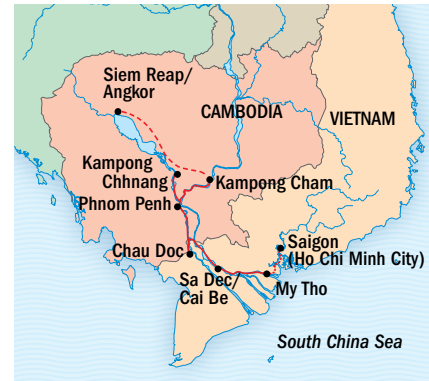 Siem Reap/
Angkor
CAMBODIA
VIETNAM
Kampong
Chhnang
Kampong Cham
Phnom Penh
Chau Doc
Saigon
(Ho Chi Minh City)
Sa Dec/
Cai Be
My Tho
South China Sea